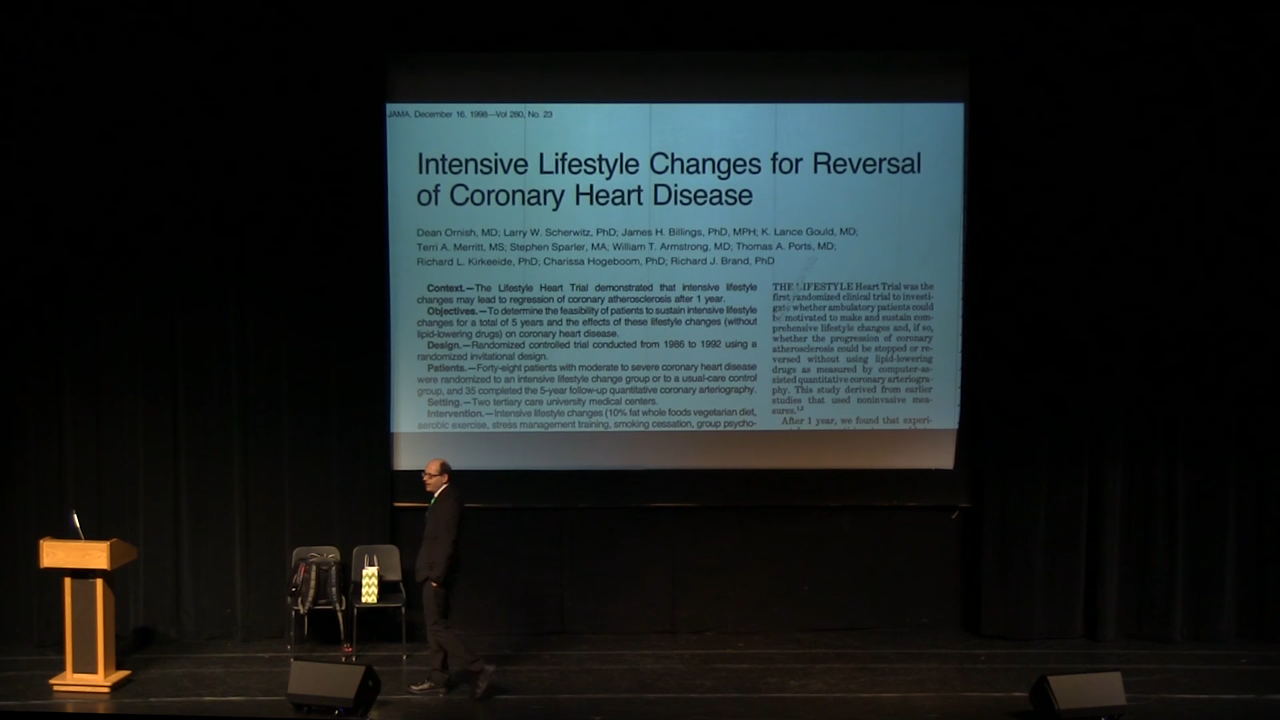 JAMA, December 16, 1998—Vol 280, No. 23
Intensive Lifestyle Changes for Reversal
of Coronary Heart Disease
Dean Ornish, MD; Larry W. Scherwitz, PhD; James H. Billings, PhD, MPH; K. Lance Gould, MD;
Terri A. Merritt, MS; Stephen Sparler, MA; William T. Armstrong, MD; Thomas A. Ports, MD;
Richard L. Kirkeeide, PhD; Charissa Hogeboom, PhD; Richard J. Brand, PhD
Context.—The Lifestyle Heart Trial demonstrated that intensive lifestyle
changes may lead to regression of coronary atherosclerosis after 1 year.
Objectives.—To determine the feasibility of patients to sustain intensive lifestyle
changes for a total of 5 years and the effects of these lifestyle changes (without
lipid-lowering drugs) on coronary heart disease.
Design.—Randomized controlled trial conducted from 1986 to 1992 using a
randomized invitational design.
Patients.—Forty-eight patients with moderate to severe coronary heart disease
were randomized to an intensive lifestyle change group or to a usual-care control
group, and 35 completed the 5-year follow-up quantitative coronary arteriography.
Setting.—Two tertiary care university medical centers.
Intervention.—Intensive lifestyle changes (10% fat whole foods vegetarian diet,
aerobic exercise, stress management training, smoking cessation, group psycho-
THE LIFESTYLE Heart Trial was the
first randomized clinical trial to investi-
gate whether ambulatory patients could
be motivated to make and sustain com-
prehensive lifestyle changes and, if so,
whether the progression of coronary
atherosclerosis could be stopped or re-
versed without using lipid-lowering
drugs as measured by computer-as-
sisted quantitative coronary arteriogra-
phy. This study derived from earlier
studies that used noninvasive mea-
sures.1,2
After 1 year, we found that experi-